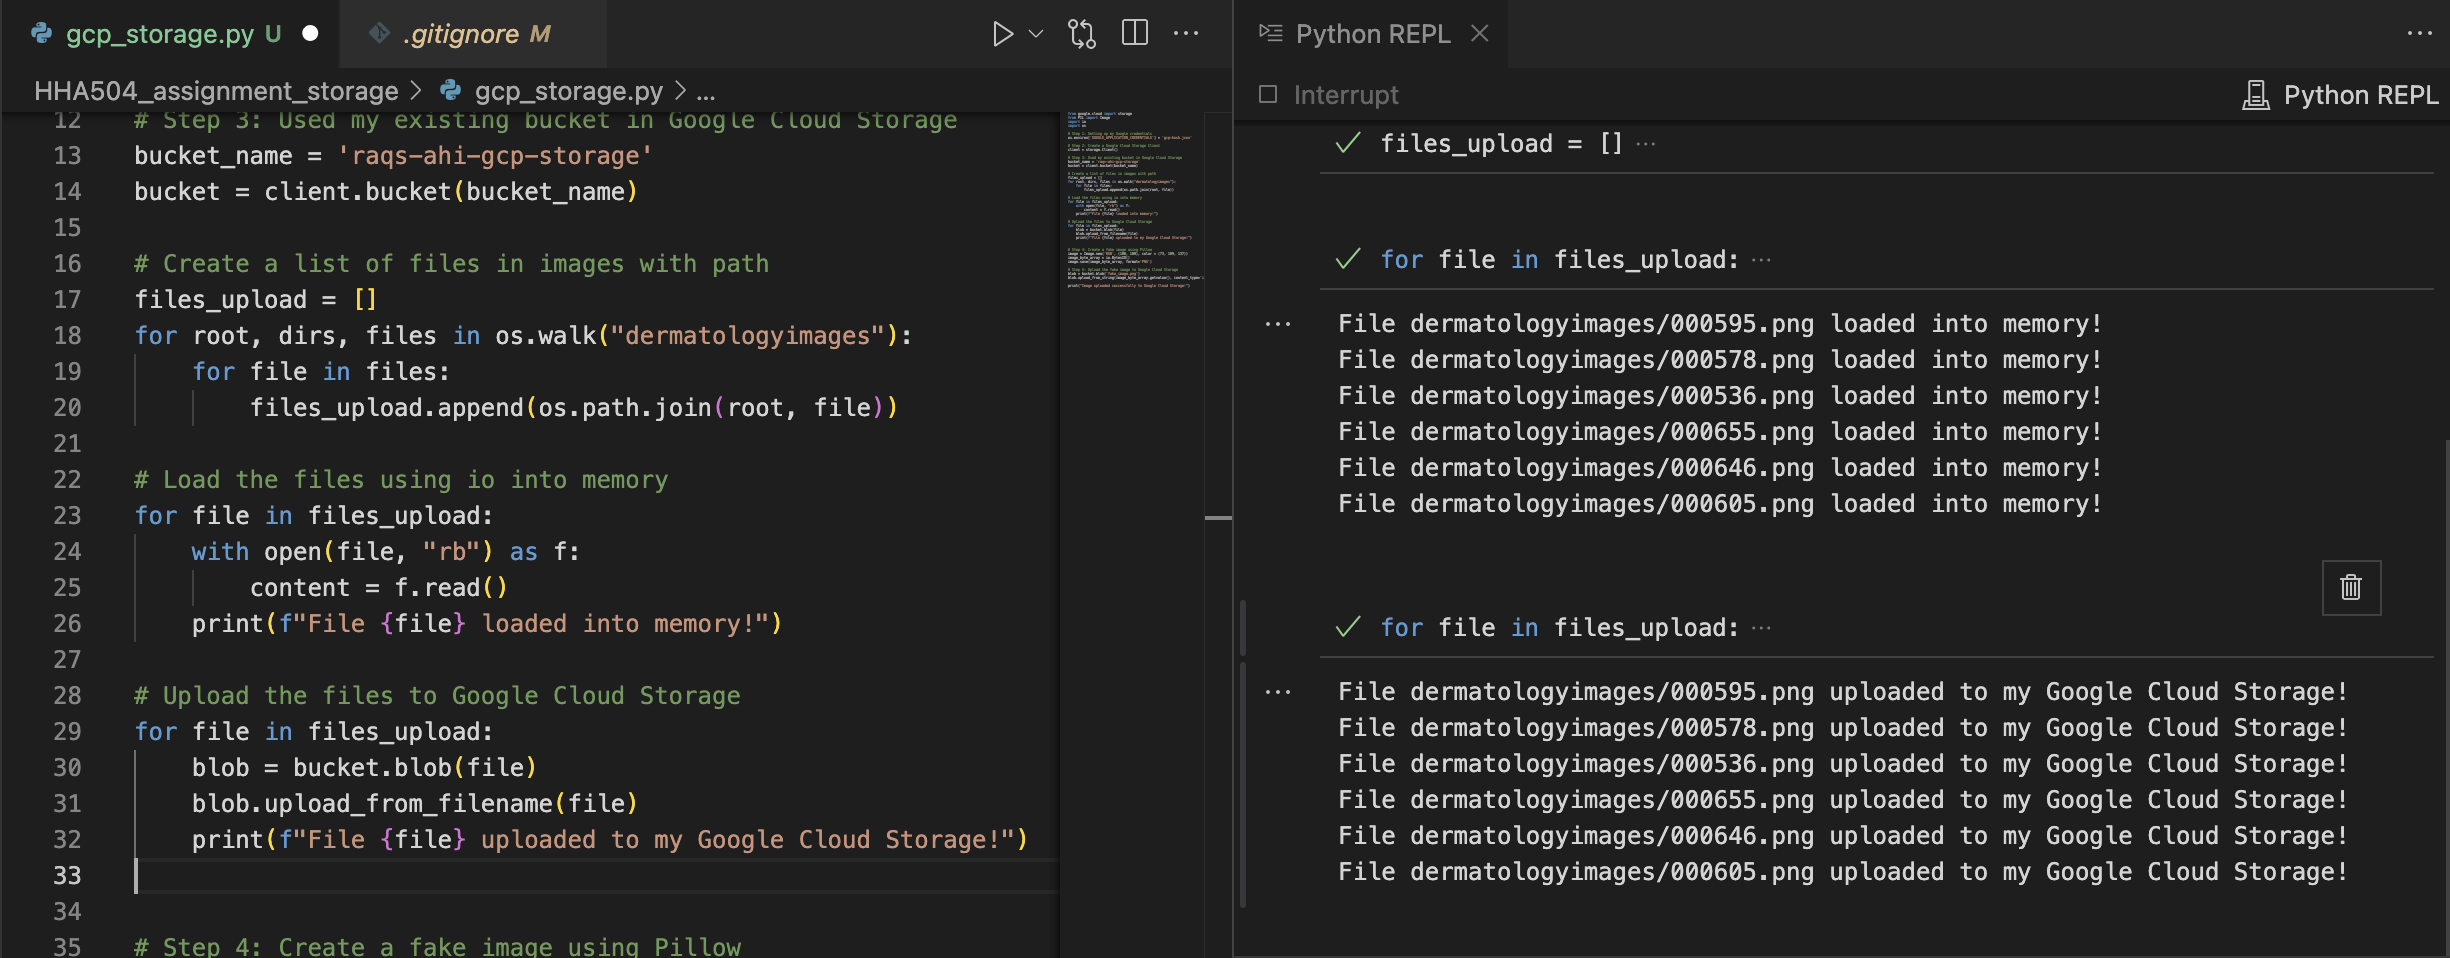 gcp_storage.py U
.gitignore M
HHA504_assignment_storage > gcp_storage.py > ...
12 # Step 3: Used my existing bucket in Google Cloud Storage
13 bucket_name = 'raqs-ahi-gcp-storage'
14 bucket = client.bucket(bucket_name)
15
16 # Create a list of files in images with path
17 files_upload = []
18 for root, dirs, files in os.walk("dermatologyimages"):
19 for file in files:
20 files_upload.append(os.path.join(root, file))
21
22 # Load the files using io into memory
23 for file in files_upload:
24 with open(file, "rb") as f:
25 content = f.read()
26 print(f"File {file} loaded into memory!")
27
28 # Upload the files to Google Cloud Storage
29 for file in files_upload:
30 blob = bucket.blob(file)
31 blob.upload_from_filename(file)
32 print(f"File {file} uploaded to my Google Cloud Storage!")
33
34
35 # Step 4: Create a fake image using Pillow
Python REPL
Interrupt
Python REPL
files_upload = [] ...
for file in files_upload: ...
File dermatologyimages/000595.png loaded into memory!
File dermatologyimages/000578.png loaded into memory!
File dermatologyimages/000536.png loaded into memory!
File dermatologyimages/000655.png loaded into memory!
File dermatologyimages/000646.png loaded into memory!
File dermatologyimages/000605.png loaded into memory!
for file in files_upload: ...
File dermatologyimages/000595.png uploaded to my Google Cloud Storage!
File dermatologyimages/000578.png uploaded to my Google Cloud Storage!
File dermatologyimages/000536.png uploaded to my Google Cloud Storage!
File dermatologyimages/000655.png uploaded to my Google Cloud Storage!
File dermatologyimages/000646.png uploaded to my Google Cloud Storage!
File dermatologyimages/000605.png uploaded to my Google Cloud Storage!